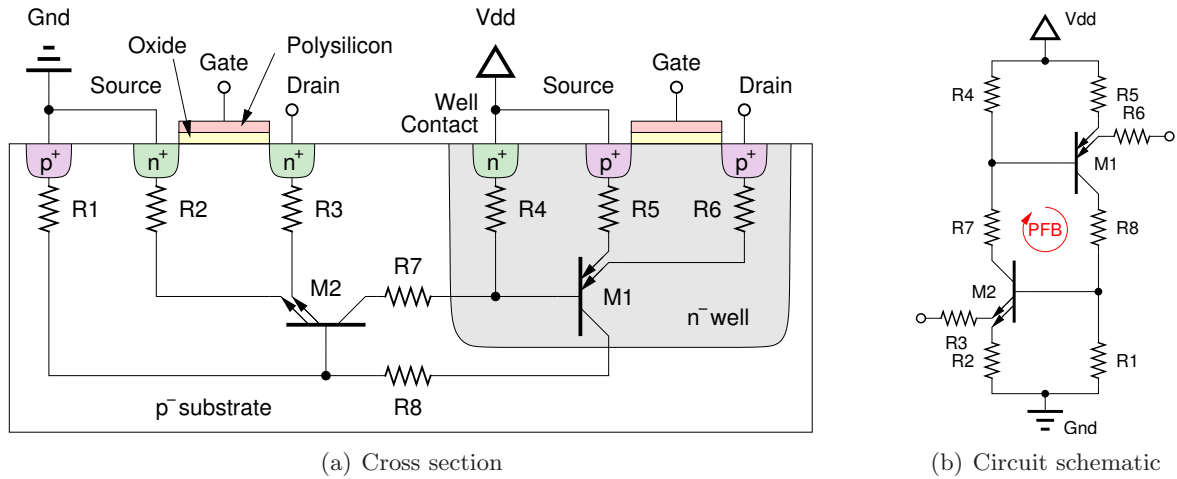 Gnd
Oxide
Polysilicon
Gate
Source
Drain
Vdd
Well
Contact
Source
Gate
Drain
p+
n+
n+
n+
p+
p+
R1
R2
R3
R4
R5
R6
M2
R7
M1
n− well
R8
p− substrate
(a) Cross section
Vdd
R4
R5
R6
M1
R7
PFB
R8
M2
R3
R2
R1
Gnd
(b) Circuit schematic